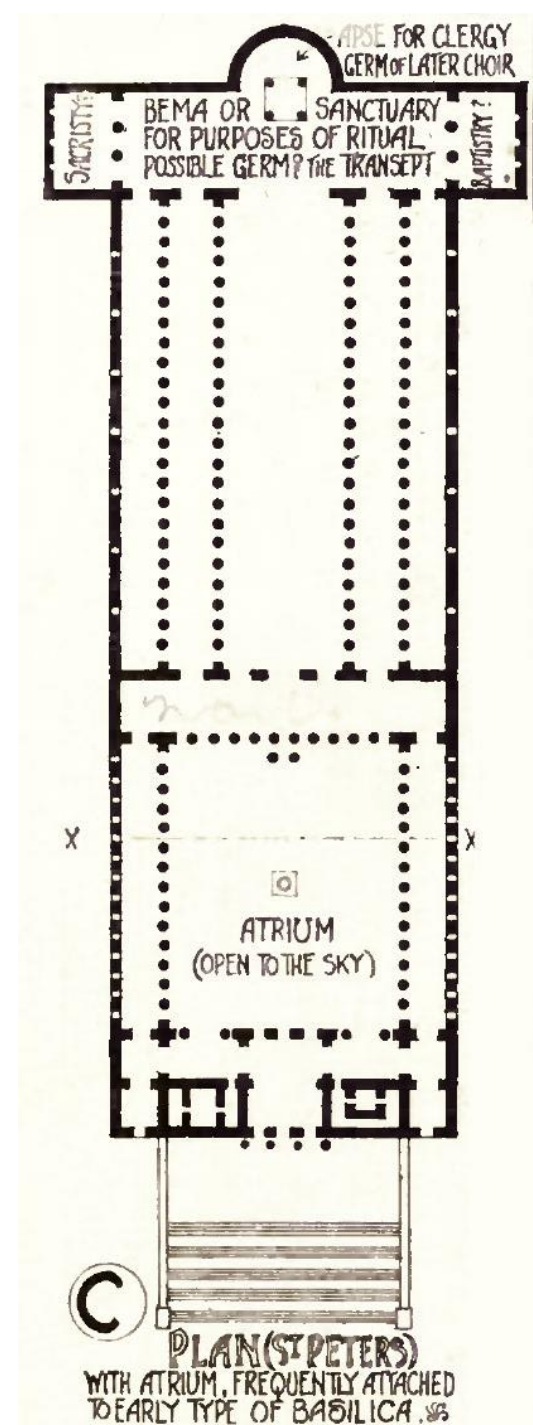 APSE FOR CLERGY
GERM OF LATER CHOIR
SACRISTY?
BEMA OR SANCTUARY
FOR PURPOSES OF RITUAL
POSSIBLE GERM? THE TRANSEPT
BAPTISTRY?
X X
ATRIUM
(OPEN TO THE SKY)
C
PLAN (ST PETERS)
WITH ATRIUM, FREQUENTLY ATTACHED
TO EARLY TYPE OF BASILICA.